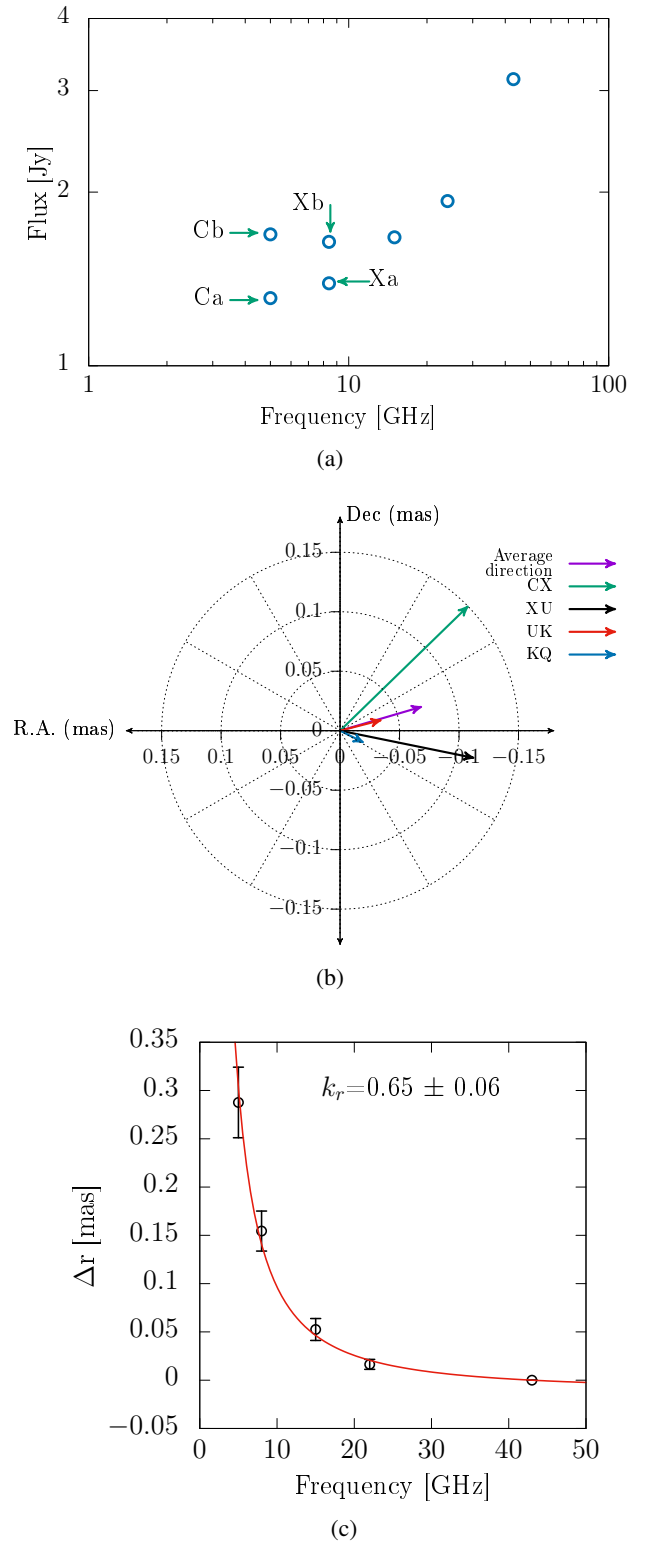 4
3
2
1
Flux [Jy]
Cb
Xb
Ca
Xa
1
10
100
Frequency [GHz]
(a)
Dec (mas)
R.A. (mas)
0.15
0.1
0.05
0
−0.05
−0.1
−0.15
0.15
0.1
0.05
0
−0.05
−0.1
−0.15
Average
direction
CX
XU
UK
KQ
(b)
0.35
0.3
0.25
0.2
0.15
0.1
0.05
0
−0.05
Δr [mas]
k_r=0.65 ± 0.06
0
10
20
30
40
50
Frequency [GHz]
(c)